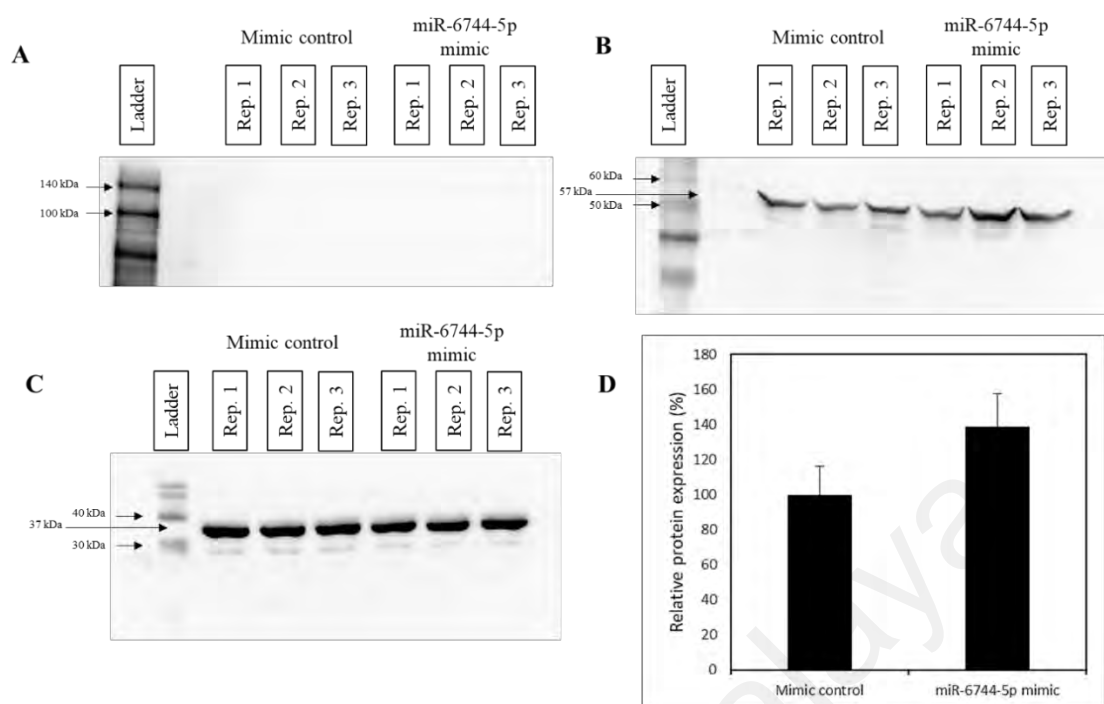 A
Mimic control
miR-6744-5p
mimic
Ladder
Rep. 1
Rep. 2
Rep. 3
Rep. 1
Rep. 2
Rep. 3
140 kDa
100 kDa
B
Mimic control
miR-6744-5p
mimic
Ladder
Rep. 1
Rep. 2
Rep. 3
Rep. 1
Rep. 2
Rep. 3
60 kDa
57 kDa
50 kDa
C
Mimic control
miR-6744-5p
mimic
Ladder
Rep. 1
Rep. 2
Rep. 3
Rep. 1
Rep. 2
Rep. 3
40 kDa
37 kDa
30 kDa
D
Relative protein expression (%)
180
160
140
120
100
80
60
40
20
0
Mimic control
miR-6744-5p mimic